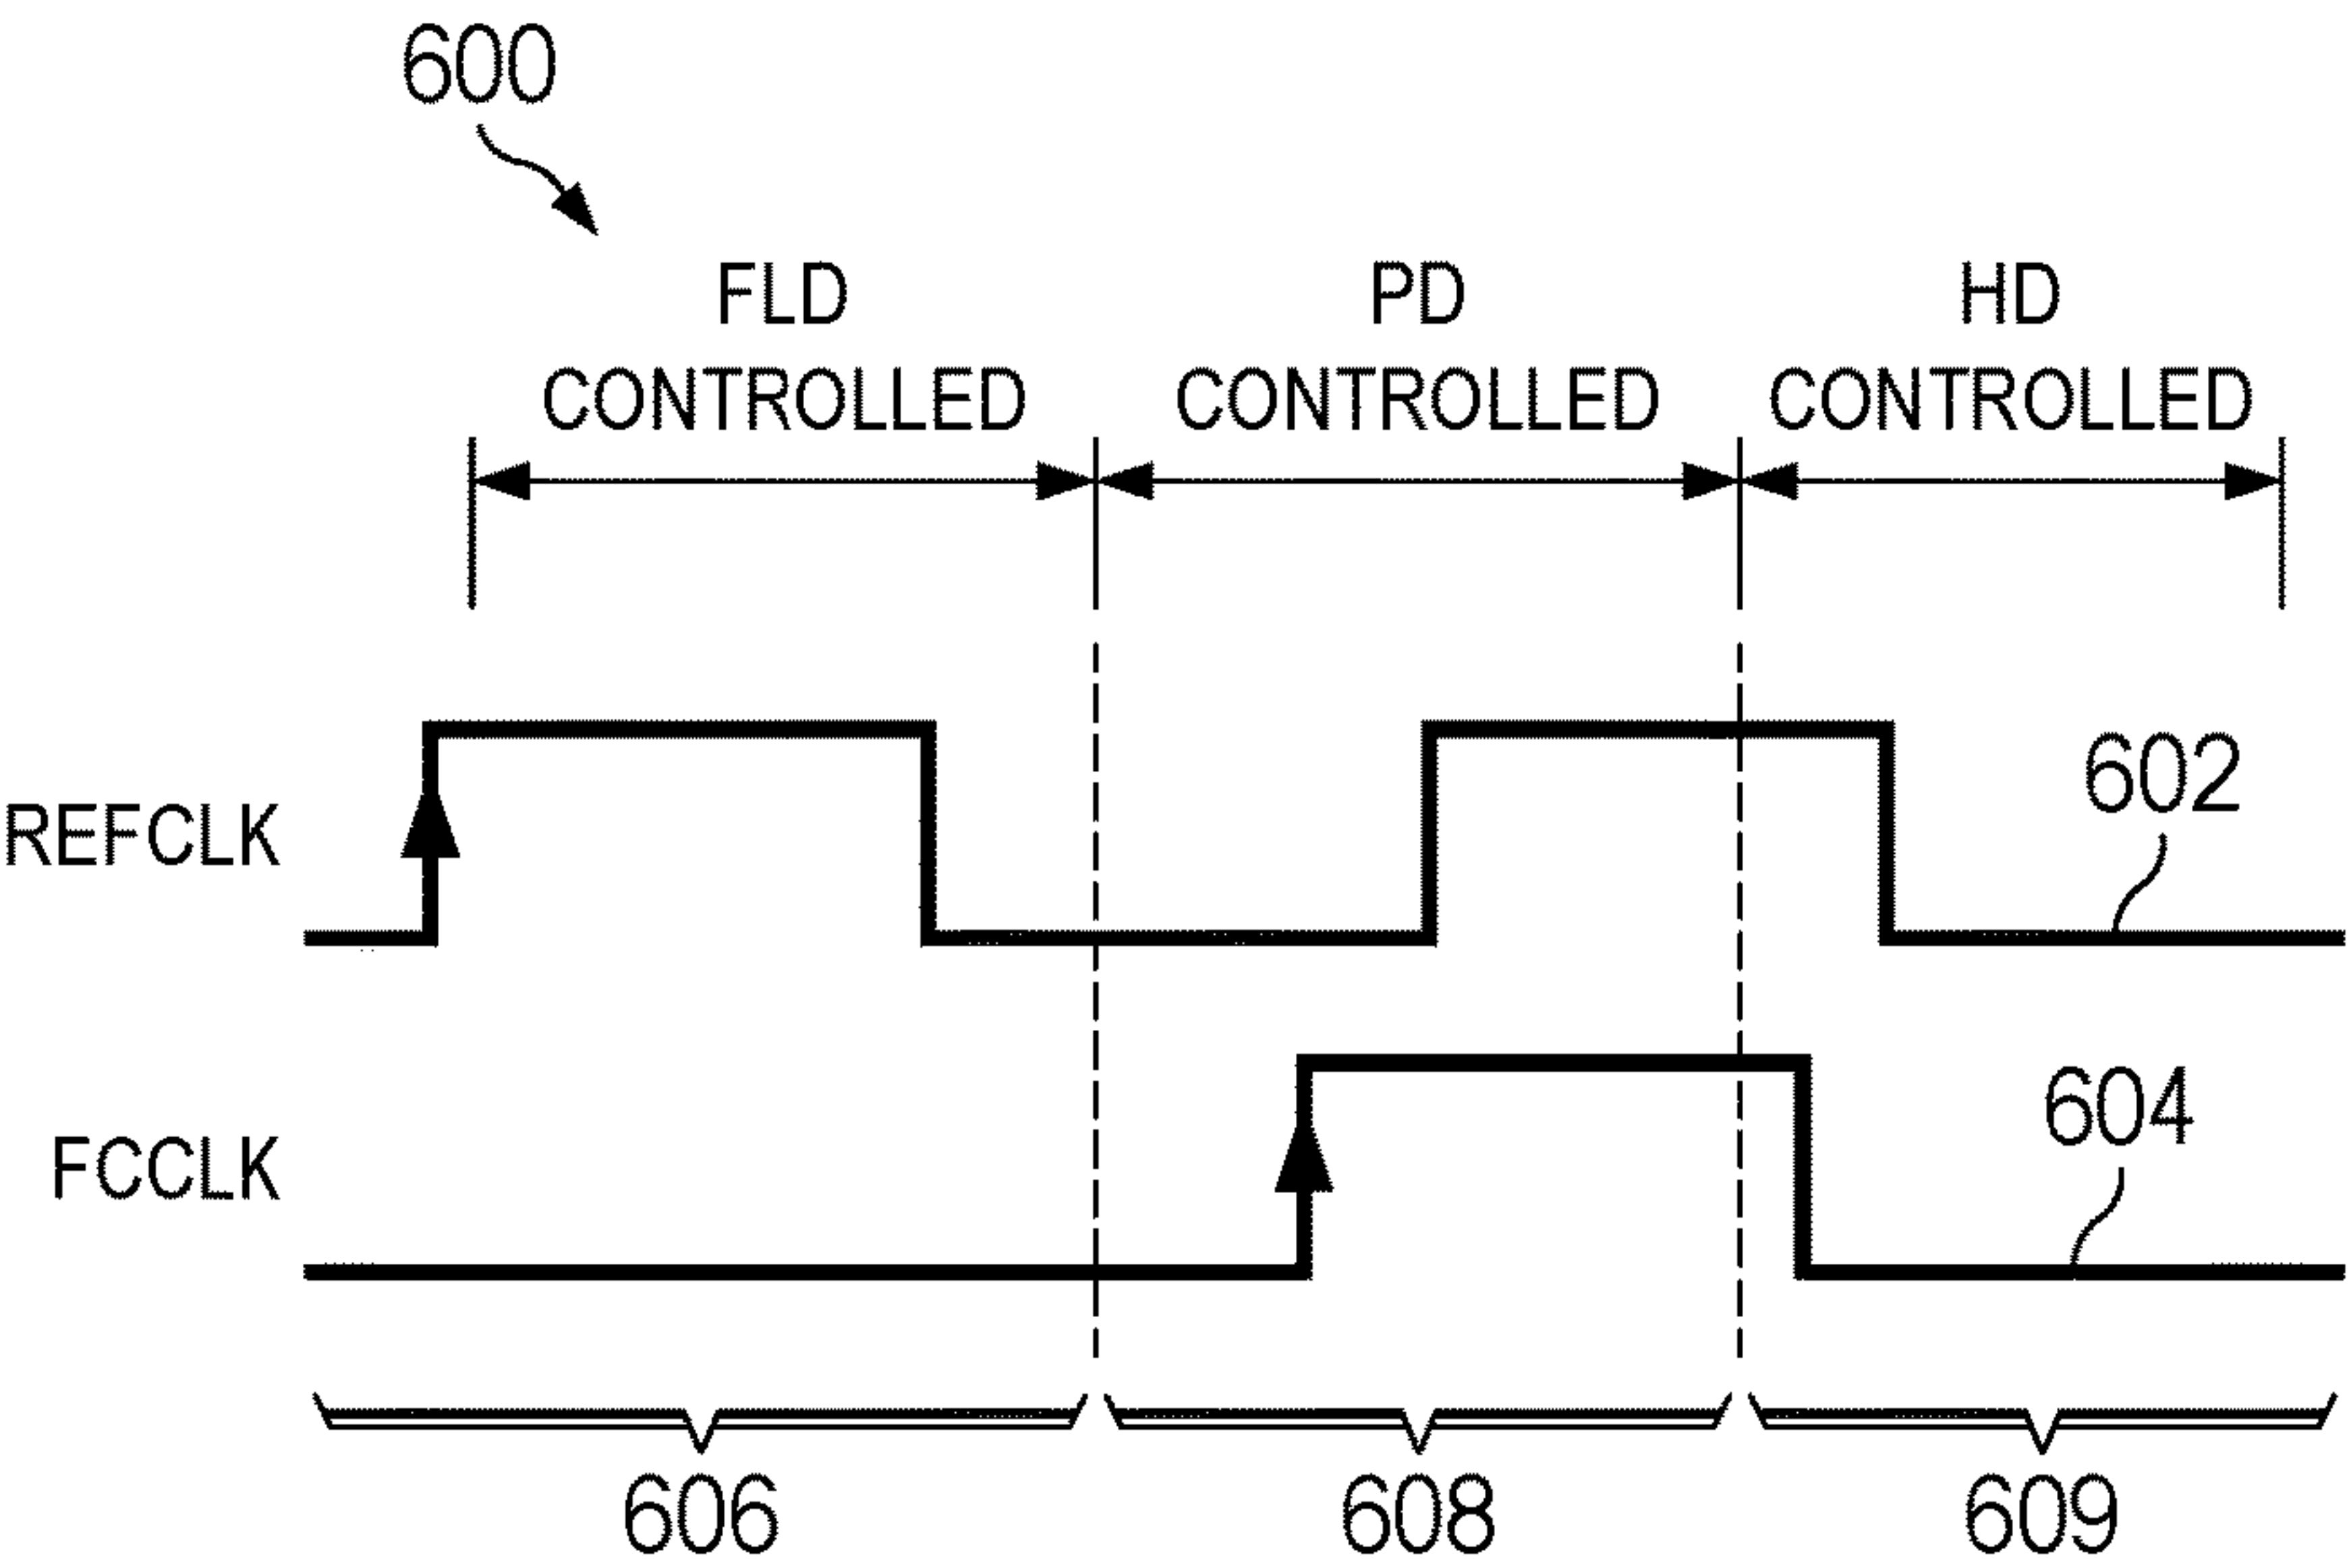 600
FLD
CONTROLLED
PD
CONTROLLED
HD
CONTROLLED
REFCLK
602
FCCLK
604
606
608
609